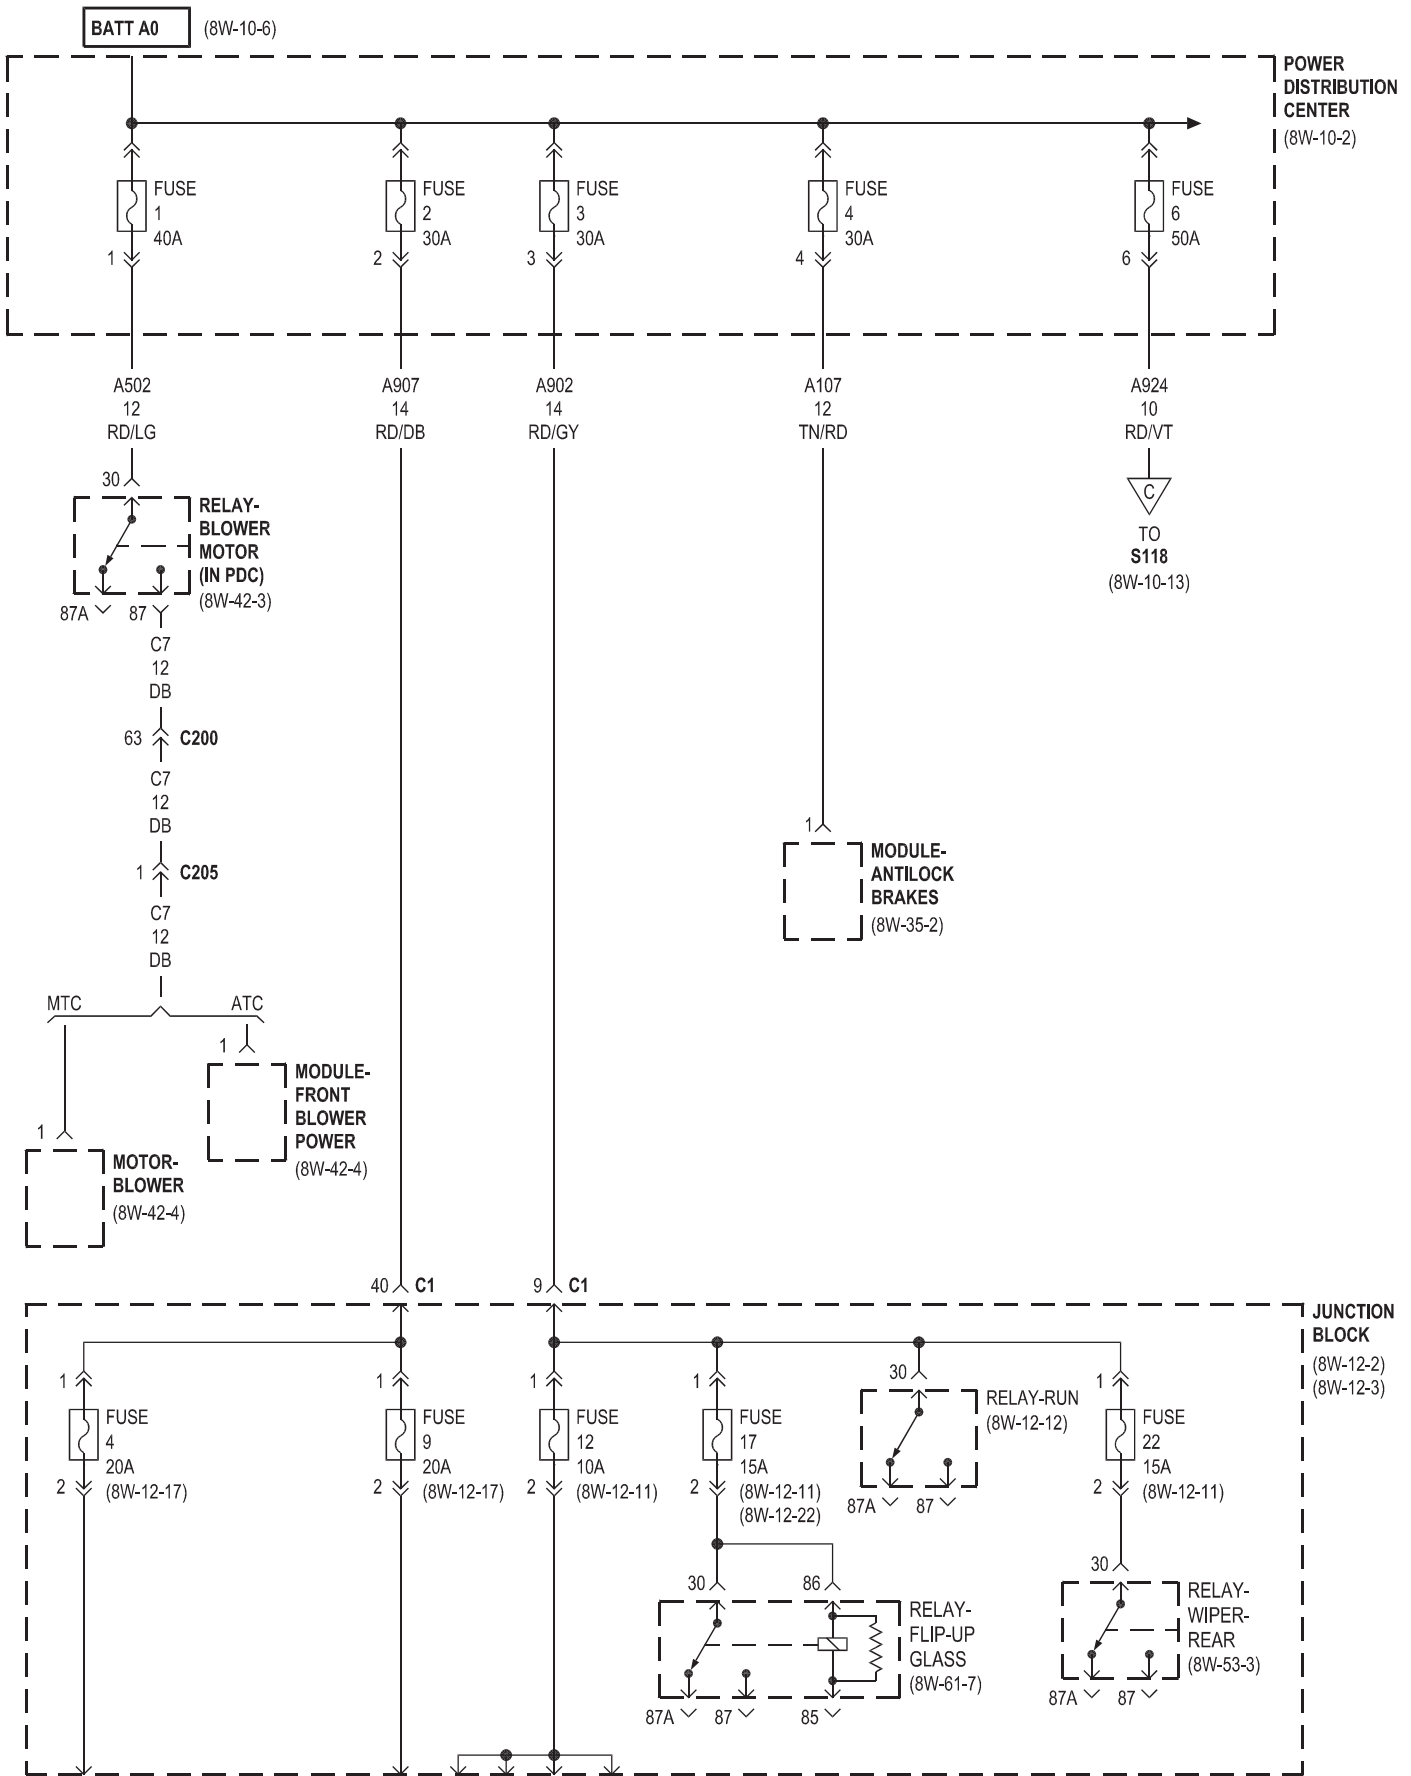 BATT A0 (8W-10-6)
POWER
DISTRIBUTION
CENTER
(8W-10-2)
FUSE
1
40A
1
FUSE
2
30A
2
FUSE
3
30A
3
FUSE
4
30A
4
FUSE
6
50A
6
A502
12
RD/LG
A907
14
RD/DB
A902
14
RD/GY
A107
12
TN/RD
A924
10
RD/VT
C
TO
S118
(8W-10-13)
30
RELAY-
BLOWER
MOTOR
(IN PDC)
(8W-42-3)
87A
87
C7
12
DB
63 C200
C7
12
DB
1 C205
C7
12
DB
MTC
ATC
1
MODULE-
FRONT
BLOWER
POWER
(8W-42-4)
1
MOTOR-
BLOWER
(8W-42-4)
1
MODULE-
ANTILOCK
BRAKES
(8W-35-2)
40 C1
9 C1
JUNCTION
BLOCK
(8W-12-2)
(8W-12-3)
1
FUSE
4
20A
2
(8W-12-17)
1
FUSE
9
20A
2
(8W-12-17)
1
FUSE
12
10A
2
(8W-12-11)
1
FUSE
17
15A
2
(8W-12-11)
(8W-12-22)
30
RELAY-RUN
(8W-12-12)
87A
87
1
FUSE
22
15A
2
(8W-12-11)
30
86
RELAY-
FLIP-UP
GLASS
(8W-61-7)
87A
87
85
30
RELAY-
WIPER-
REAR
(8W-53-3)
87A
87